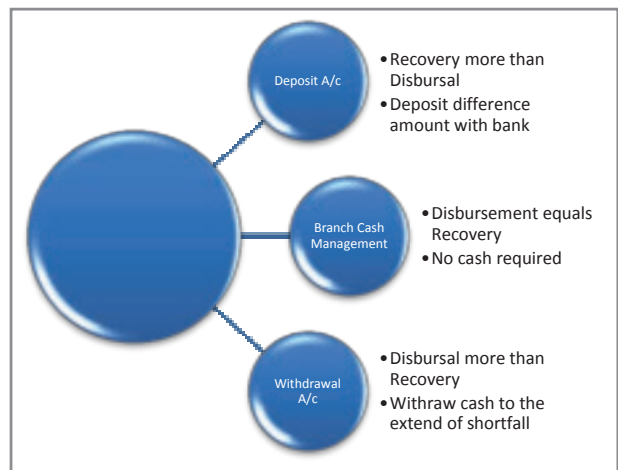 Deposit A/c
• Recovery more than
Disbursal
• Deposit difference
amount with bank
Branch Cash
Management
• Disbursement equals
Recovery
• No cash required
Withdrawal
A/c
• Disbursal more than
Recovery
• Withraw cash to the
extend of shortfall